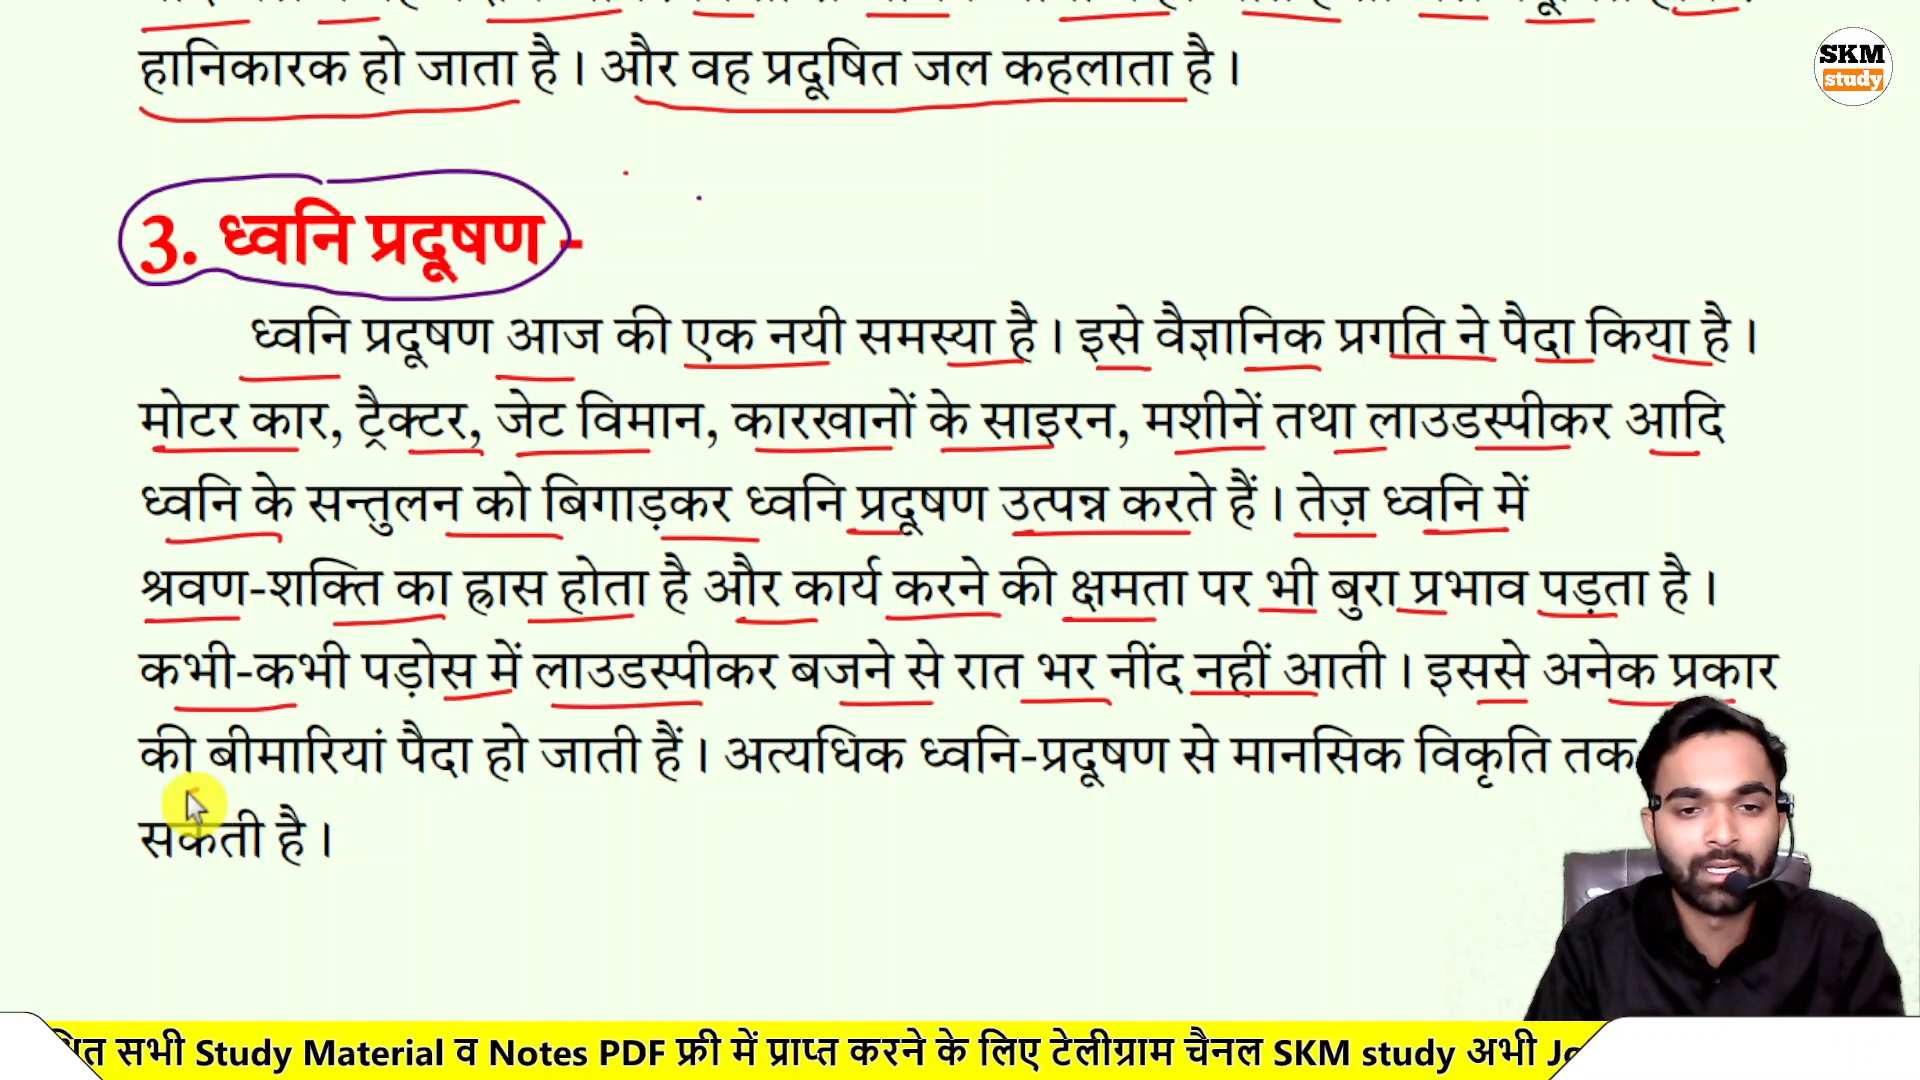 हानिकारक हो जाता है। और वह प्रदूषित जल कहलाता है।
SKM
study
3. ध्वनि प्रदूषण -
ध्वनि प्रदूषण आज की एक नयी समस्या है। इसे वैज्ञानिक प्रगति ने पैदा किया है।
मोटर कार, ट्रैक्टर, जेट विमान, कारखानों के साइरन, मशीनें तथा लाउडस्पीकर आदि
ध्वनि के सन्तुलन को बिगाड़कर ध्वनि प्रदूषण उत्पन्न करते हैं। तेज़ ध्वनि में
श्रवण-शक्ति का ह्रास होता है और कार्य करने की क्षमता पर भी बुरा प्रभाव पड़ता है।
कभी-कभी पड़ोस में लाउडस्पीकर बजने से रात भर नींद नहीं आती। इससे अनेक प्रकार
की बीमारियां पैदा हो जाती हैं। अत्यधिक ध्वनि-प्रदूषण से मानसिक विकृति तक
सकती है।
सभी Study Material व Notes PDF फ्री में प्राप्त करने के लिए टेलीग्राम चैनल SKM study अभी